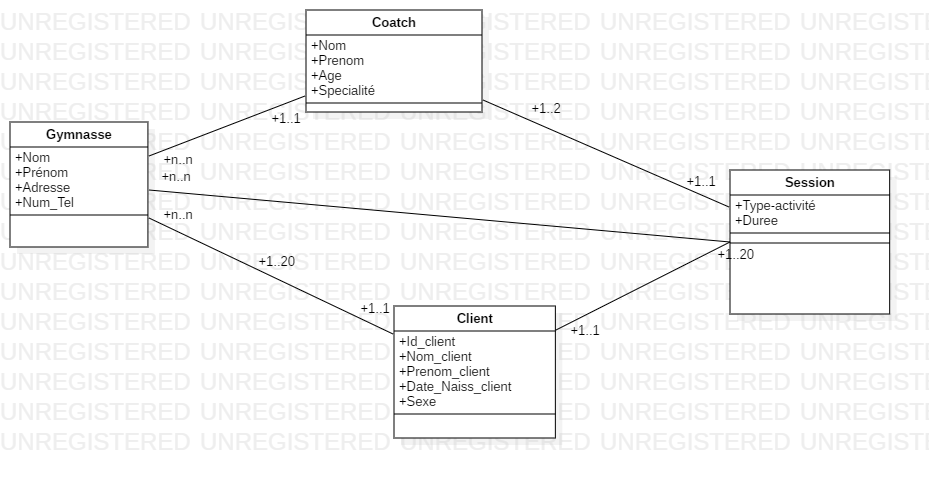 Coatch
+Nom
+Prenom
+Age
+Specialité
+1..1
+1..2
Gymnasse
+Nom
+Prénom
+Adresse
+Num_Tel
+n..n
+n..n
+n..n
+1..20
+1..1
+1..1
Session
+Type-activité
+Duree
+1..20
Client
+Id_client
+Nom_client
+Prenom_client
+Date_Naiss_client
+Sexe
+1..1
UNREGISTERED UNREGISTERED UNREGISTERED UNREGISTERED UNREGISTI